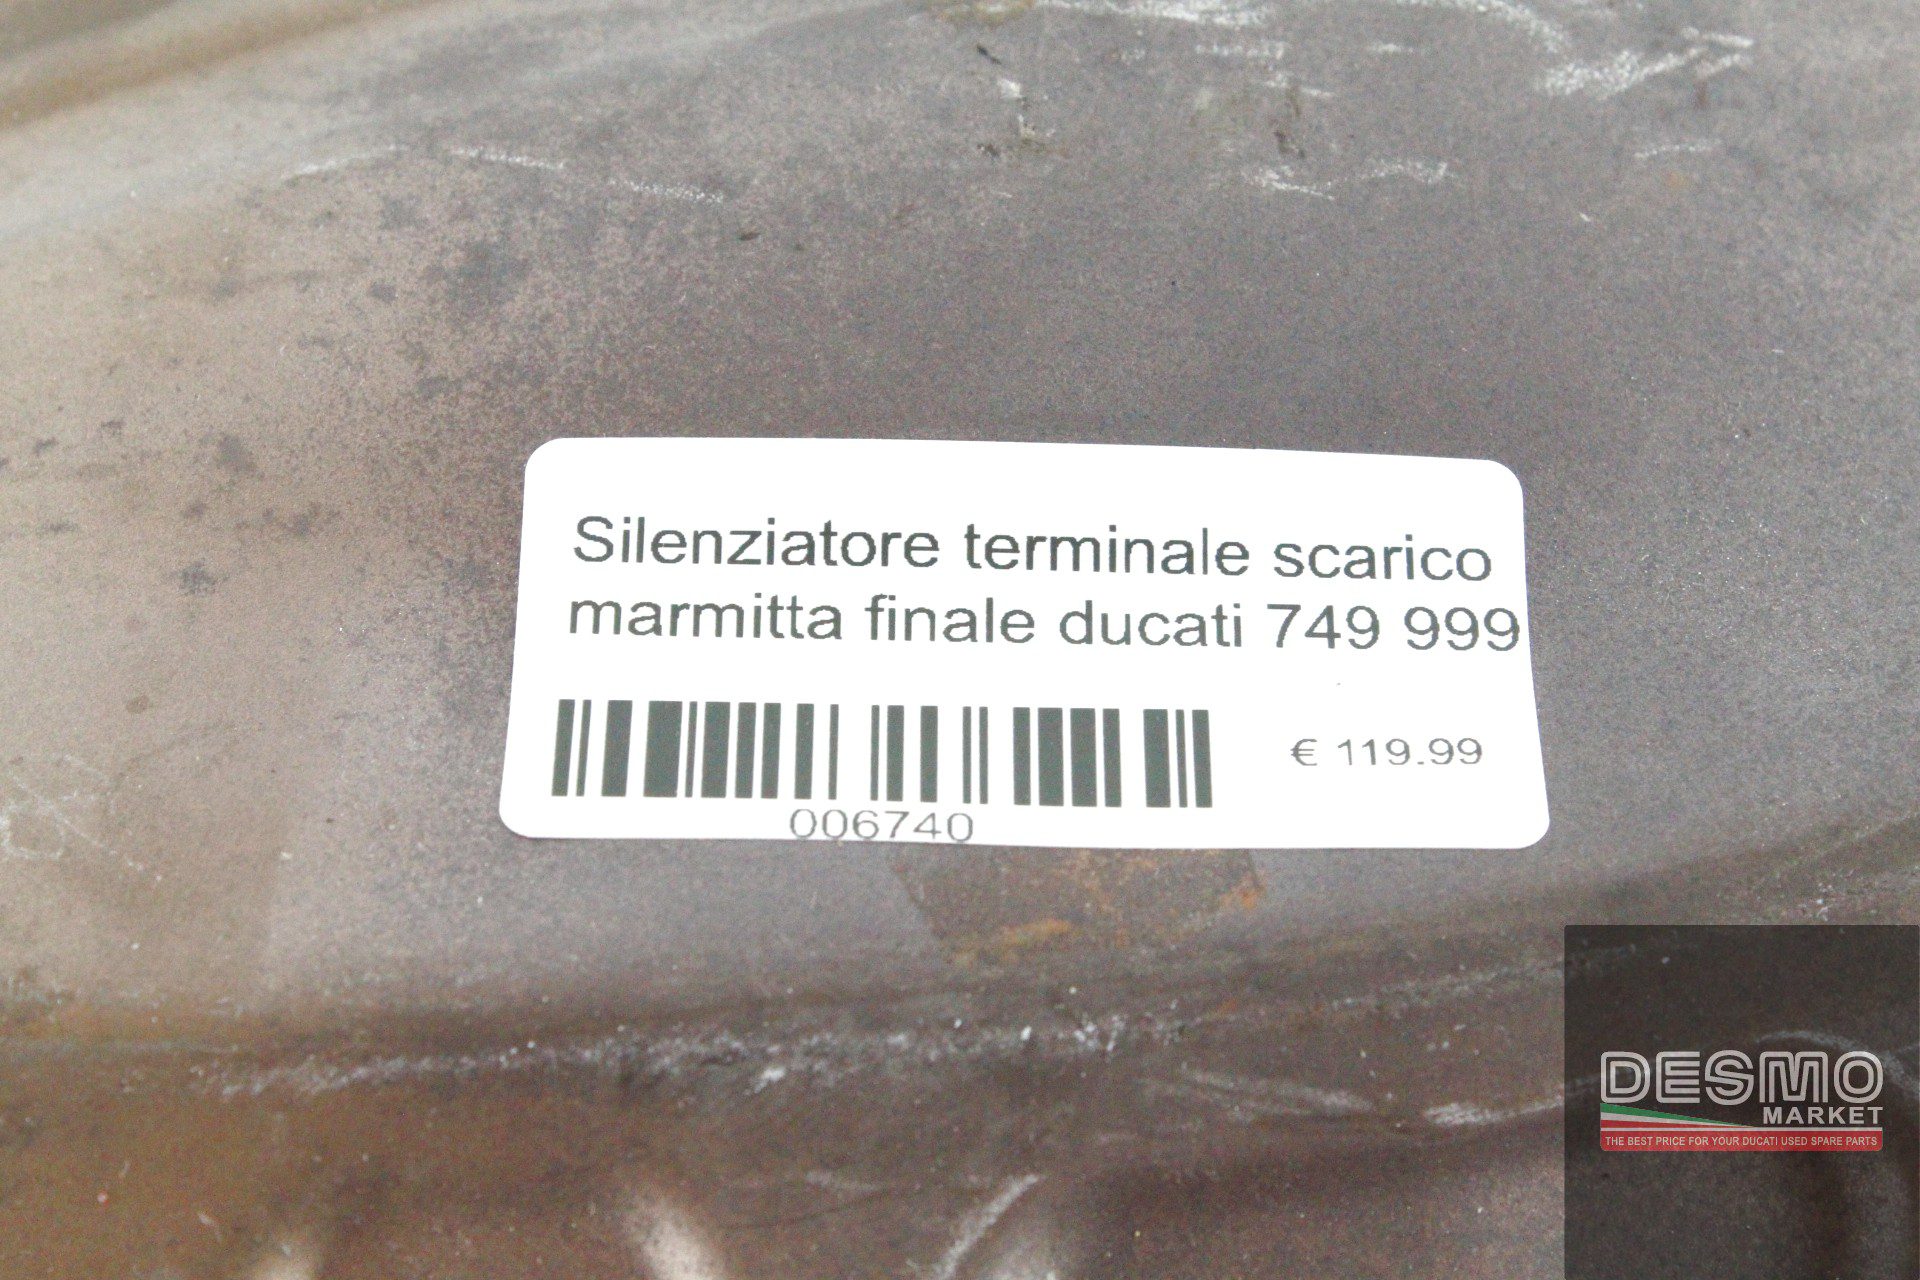 Silenziatore terminale scarico
marmitta finale ducati 749 999
€ 119.99
006740
DESMO
MARKET
THE BEST PRICE FOR YOUR DUCATI USED SPARE PARTS